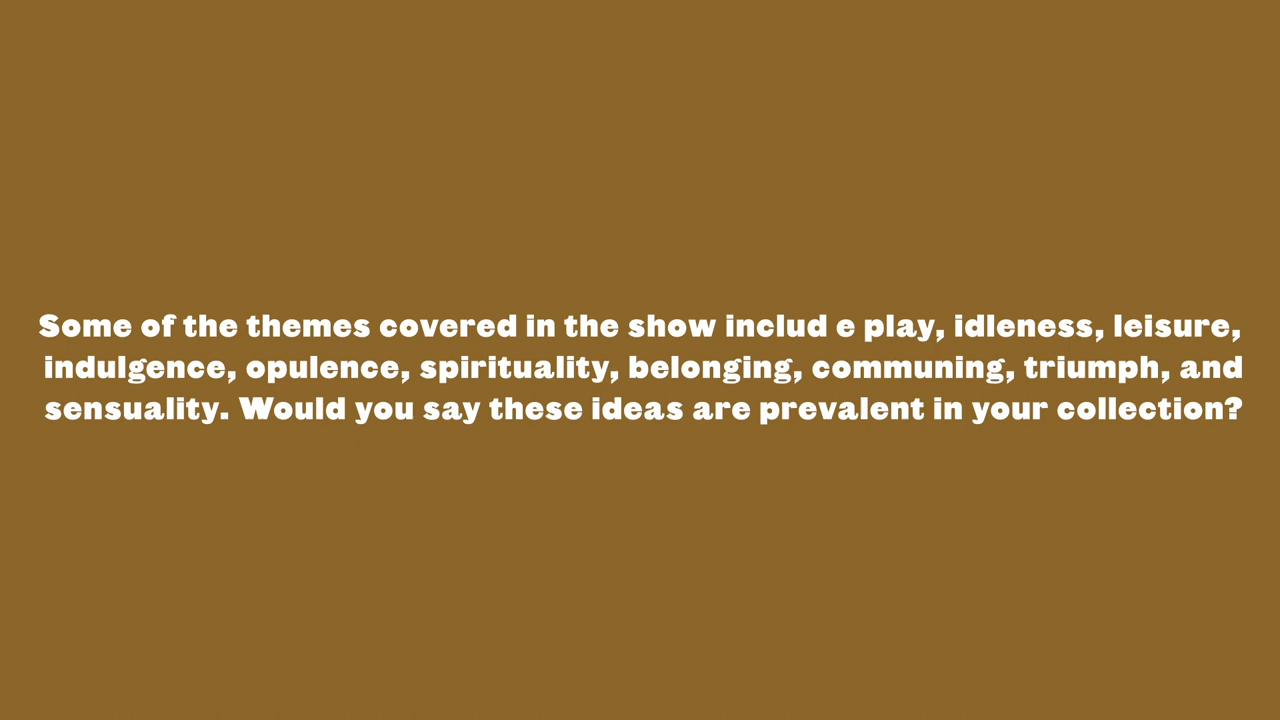 Some of the themes covered in the show includ e play, idleness, leisure,
indulgence, opulence, spirituality, belonging, communing, triumph, and
sensuality. Would you say these ideas are prevalent in your collection?